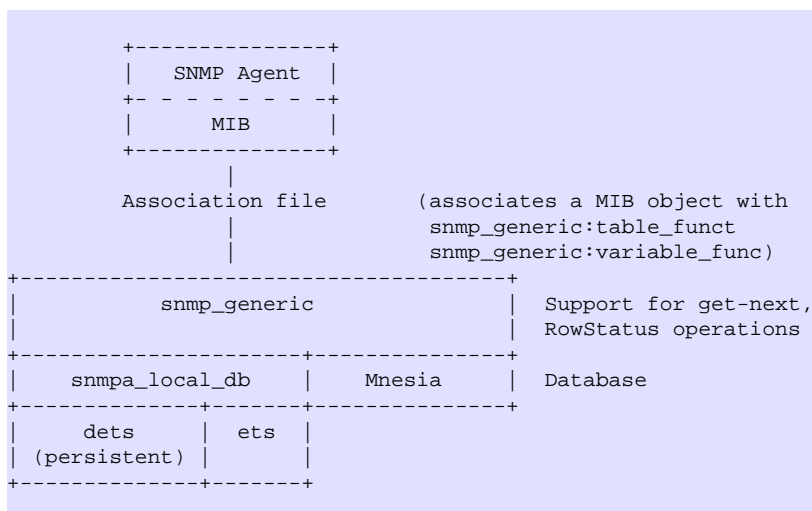 SNMP Agent
MIB
Association file (associates a MIB object with
snmp_generic:table_funct
snmp_generic:variable_func)
snmp_generic Support for get-next,
RowStatus operations
snmpa_local_db Mnesia Database
dets ets
(persistent)